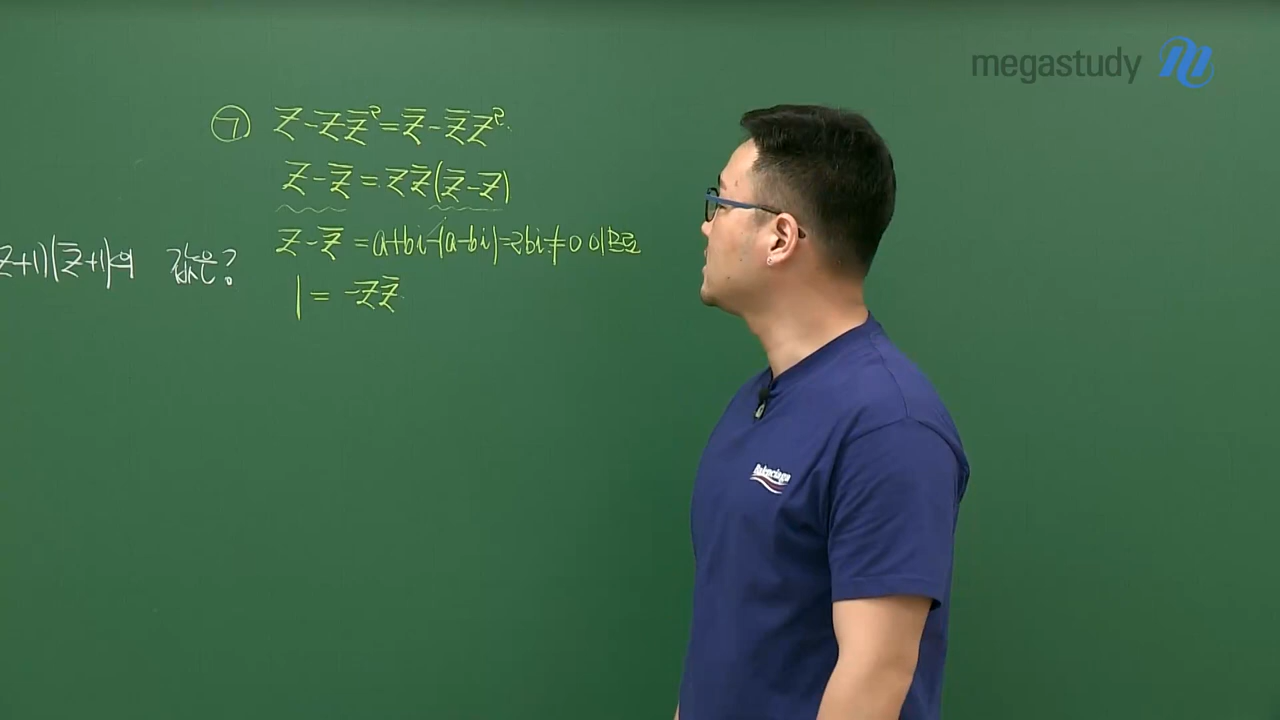 megastudy
㉠ z-zz̄²=z̄-z̄z²
z-z̄=zz̄(z̄-z)
z-z̄=a+bi-(a-bi)=2bi≠0 이므로
1=-zz̄
z+1)(z̄+1)의 값은?
Balenciaga